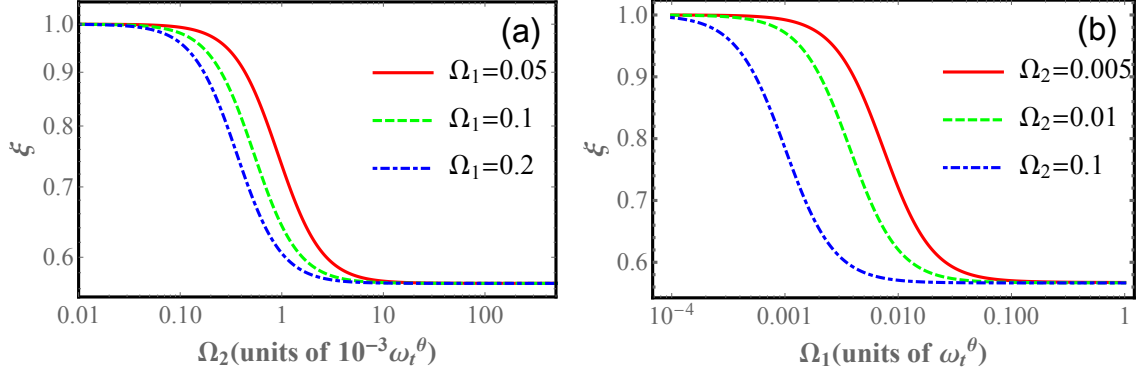 (a)
1.0
0.9
0.8
0.7
0.6
ξ
Ω₁=0.05
Ω₁=0.1
Ω₁=0.2
0.01 0.10 1 10 100
Ω₂(units of 10⁻³ωₜᶿ)
(b)
1.0
0.9
0.8
0.7
0.6
ξ
Ω₂=0.005
Ω₂=0.01
Ω₂=0.1
10⁻⁴ 0.001 0.010 0.100 1
Ω₁(units of ωₜᶿ)